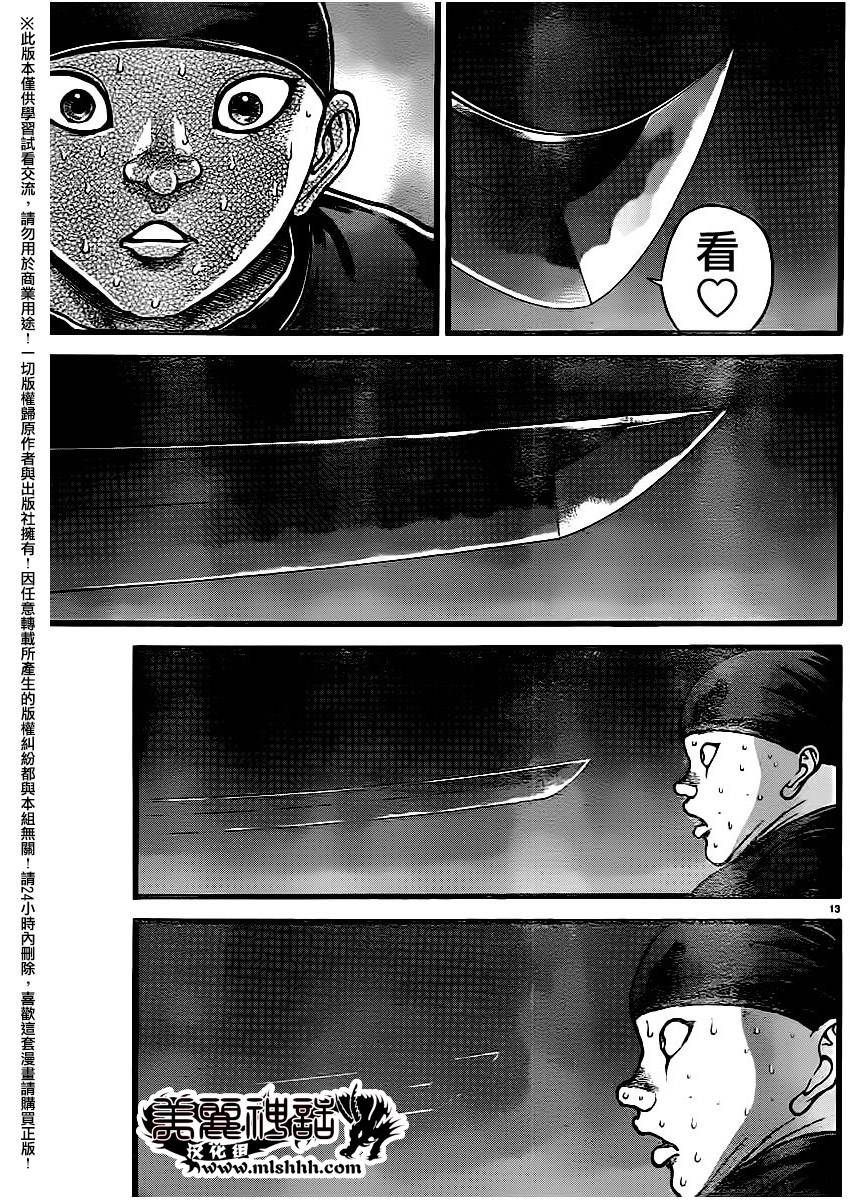 ※此版本僅供學習試看交流，請勿用於商業用途！一切版權歸原作者與出版社擁有！因任意轉載所產生的版權糾紛都與本組無關！請24小時內刪除，喜歡這套漫畫請購買正版！
看♡
13
美麗神話
汉化组
www.mlshhh.com